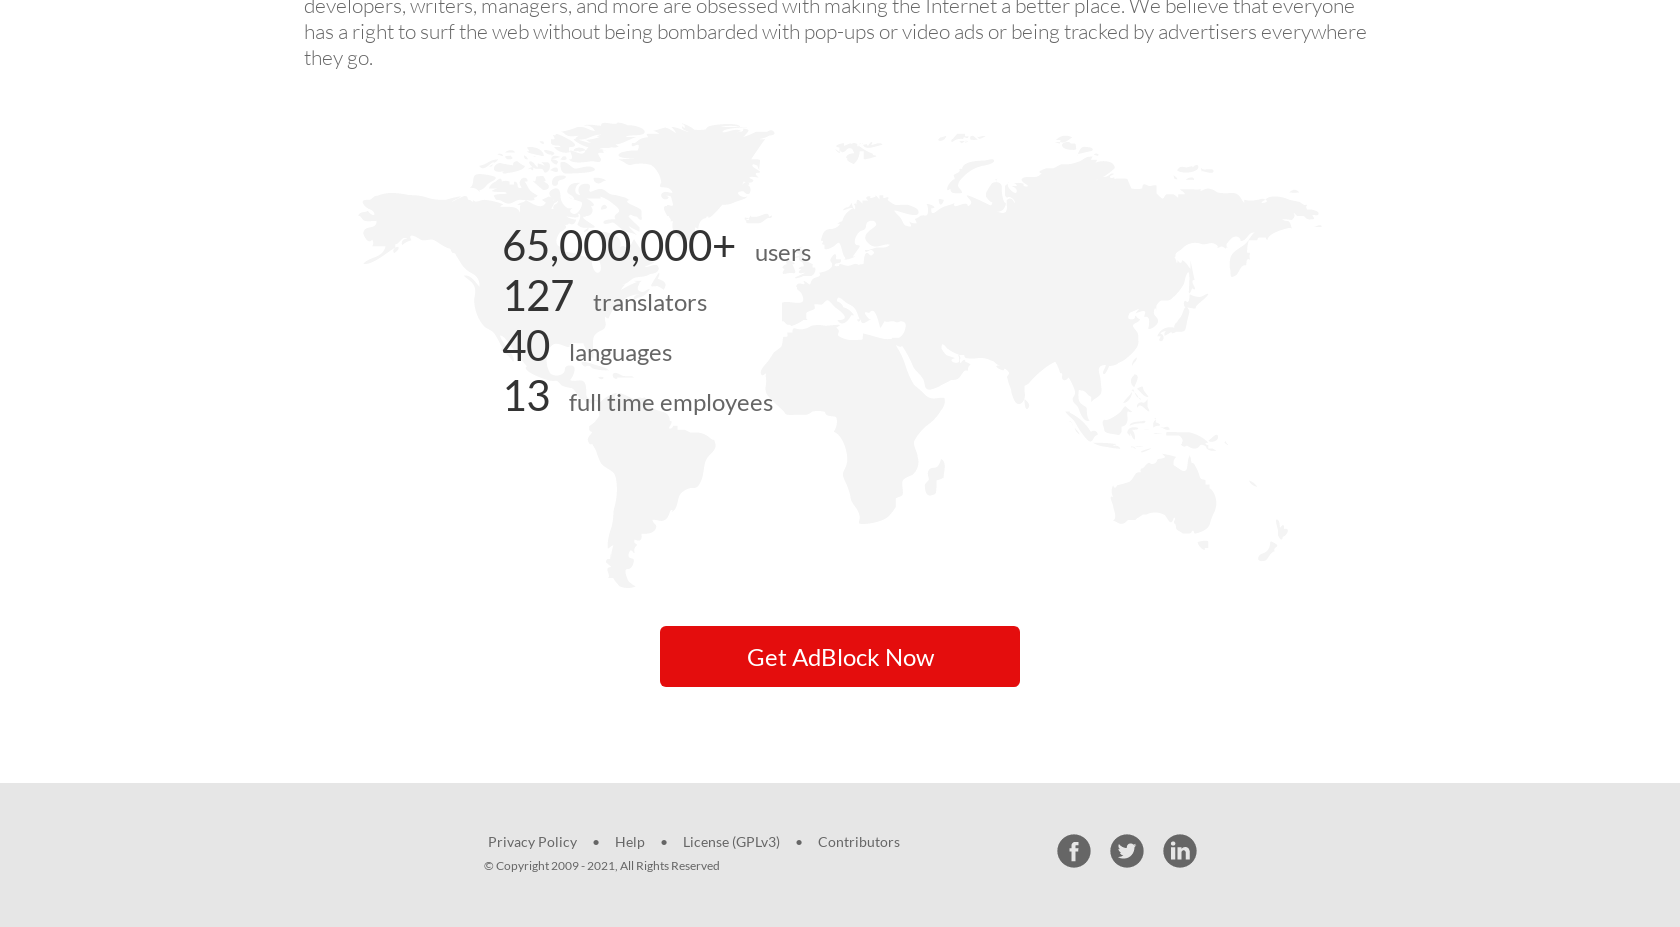 developers, writers, managers, and more are obsessed with making the Internet a better place. We believe that everyone
has a right to surf the web without being bombarded with pop-ups or video ads or being tracked by advertisers everywhere
they go.
65,000,000+ users
127 translators
40 languages
13 full time employees
Get AdBlock Now
Privacy Policy • Help • License (GPLv3) • Contributors
© Copyright 2009 - 2021, All Rights Reserved